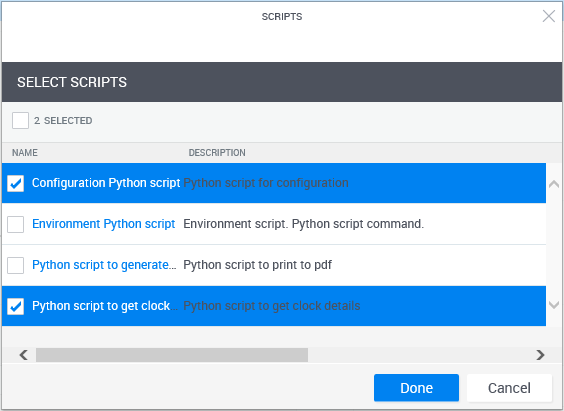 SCRIPTS
SELECT SCRIPTS
2 SELECTED
NAME DESCRIPTION
Configuration Python script Python script for configuration
Environment Python script Environment script. Python script command.
Python script to generate... Python script to print to pdf
Python script to get clock Python script to get clock details
Done Cancel